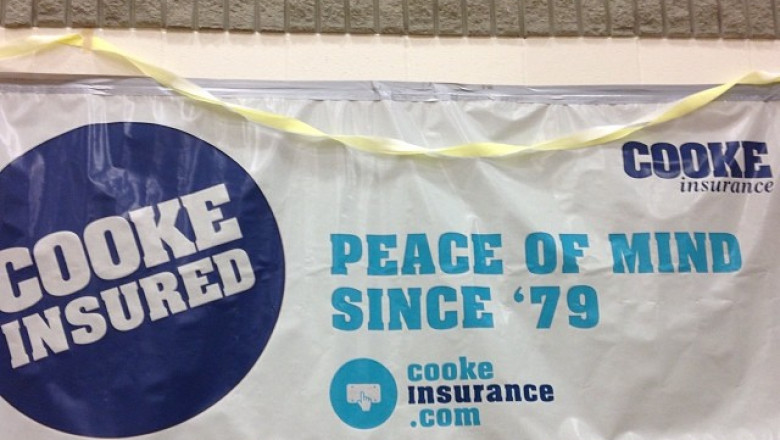 COOKE
INSURED
COOKE
insurance
PEACE OF MIND
SINCE ‘79
cooke
insurance
.com